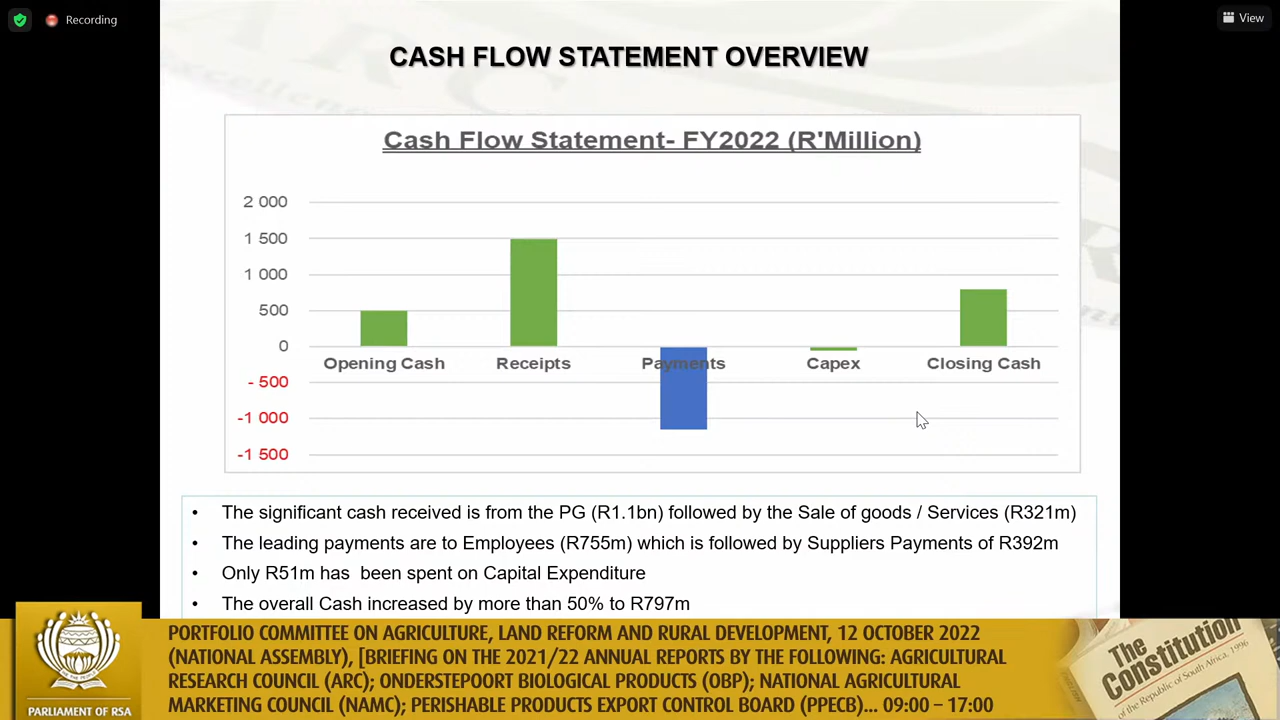 Recording
View
CASH FLOW STATEMENT OVERVIEW
Cash Flow Statement- FY2022 (R'Million)
2 000
1 500
1 000
500
0
Opening Cash Receipts Payments Capex Closing Cash
- 500
-1 000
-1 500
• The significant cash received is from the PG (R1.1bn) followed by the Sale of goods / Services (R321m)
• The leading payments are to Employees (R755m) which is followed by Suppliers Payments of R392m
• Only R51m has been spent on Capital Expenditure
• The overall Cash increased by more than 50% to R797m
PORTFOLIO COMMITTEE ON AGRICULTURE, LAND REFORM AND RURAL DEVELOPMENT, 12 OCTOBER 2022
(NATIONAL ASSEMBLY), [BRIEFING ON THE 2021/22 ANNUAL REPORTS BY THE FOLLOWING: AGRICULTURAL
RESEARCH COUNCIL (ARC); ONDERSTEPOORT BIOLOGICAL PRODUCTS (OBP); NATIONAL AGRICULTURAL
MARKETING COUNCIL (NAMC); PERISHABLE PRODUCTS EXPORT CONTROL BOARD (PPECB)... 09:00 – 17:00
PARLIAMENT OF RSA
The
Constitution
of the Republic of South Africa, 1996